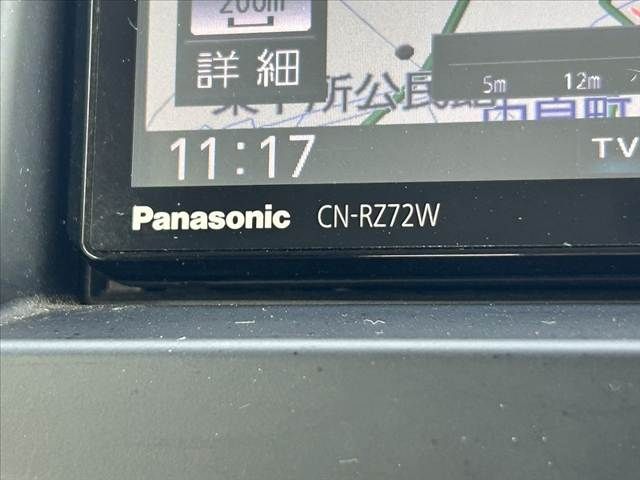 200m
詳細
5m 12m
11:17
TV
Panasonic CN-RZ72W